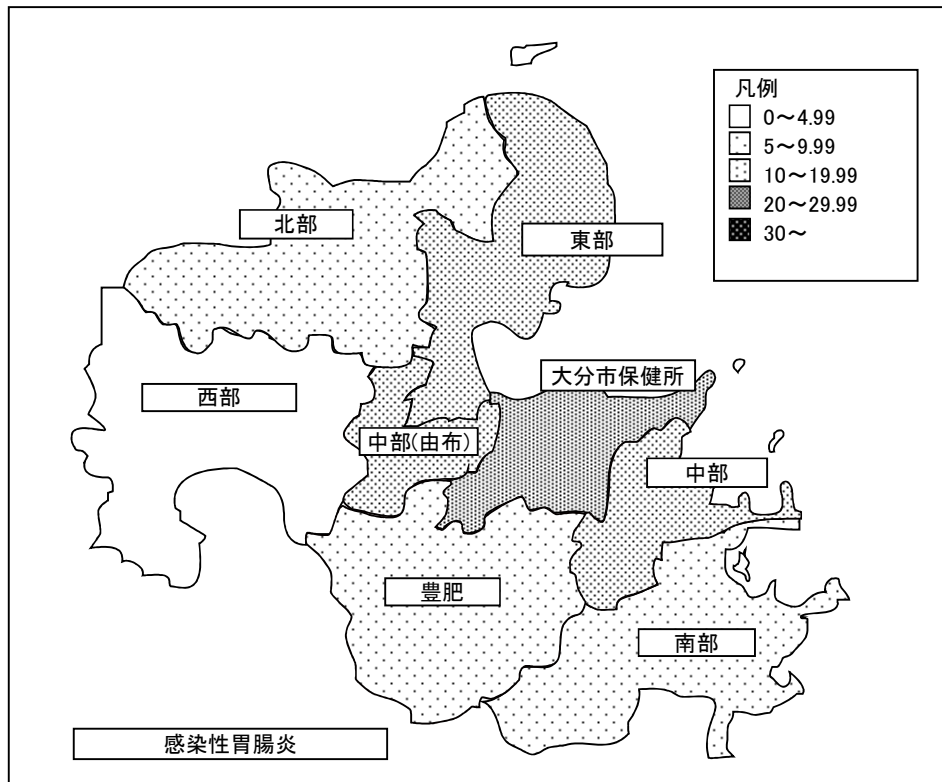 凡例
0～4.99
5～9.99
10～19.99
20～29.99
30～
北部
東部
大分市保健所
西部
中部(由布)
中部
豊肥
南部
感染性胃腸炎